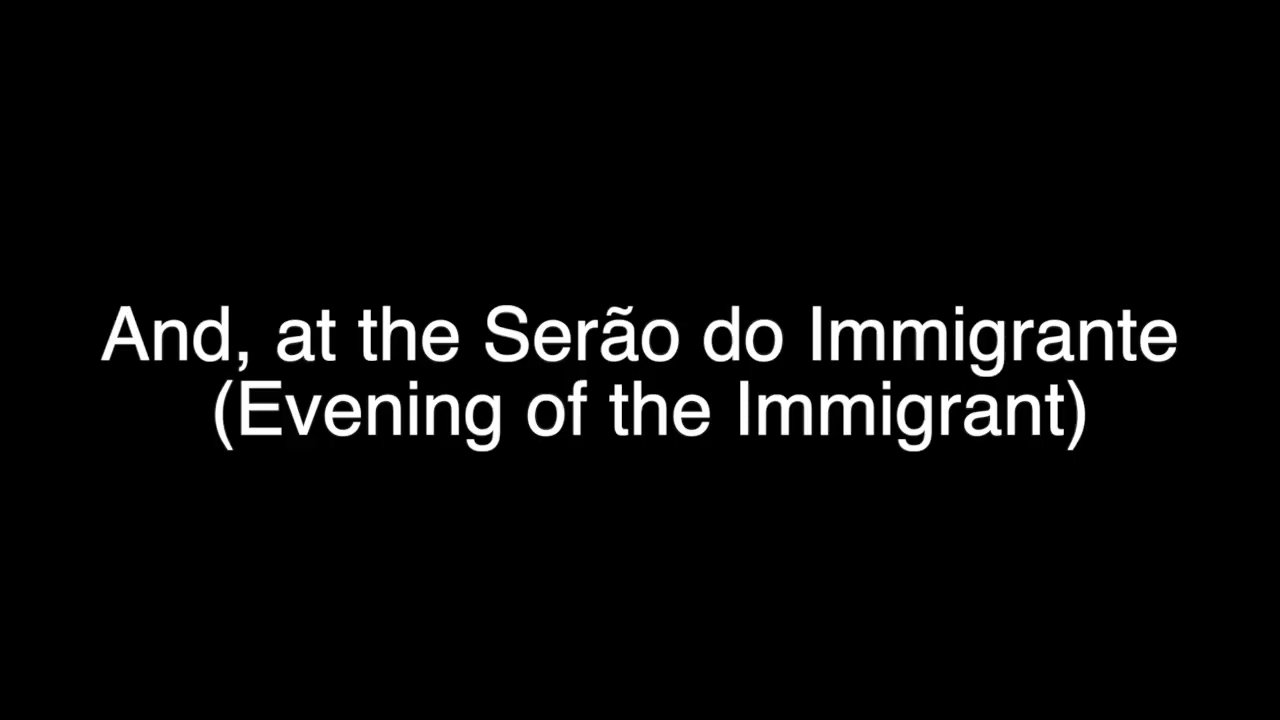 And, at the Serão do Immigrante
(Evening of the Immigrant)